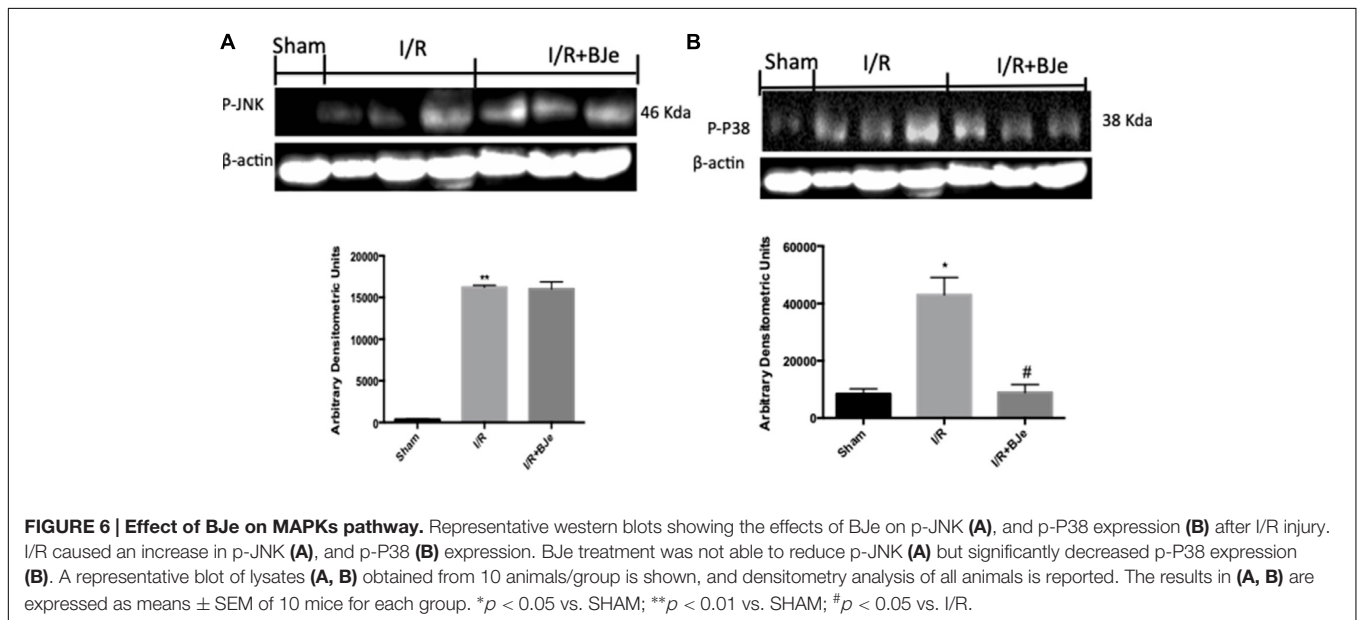 A
Sham
I/R
I/R+BJe
P-JNK
46 Kda
β-actin
Arbitrary Densitometric Units
20000
15000
10000
5000
0
**
Sham
I/R
I/R+BJe
B
Sham
I/R
I/R+BJe
P-P38
38 Kda
β-actin
Arbitrary Densitometric Units
60000
40000
20000
0
*
#
Sham
I/R
I/R+BJe
FIGURE 6 | Effect of BJe on MAPKs pathway. Representative western blots showing the effects of BJe on p-JNK (A), and p-P38 expression (B) after I/R injury.
I/R caused an increase in p-JNK (A), and p-P38 (B) expression. BJe treatment was not able to reduce p-JNK (A) but significantly decreased p-P38 expression
(B). A representative blot of lysates (A, B) obtained from 10 animals/group is shown, and densitometry analysis of all animals is reported. The results in (A, B) are
expressed as means ± SEM of 10 mice for each group. *p < 0.05 vs. SHAM; **p < 0.01 vs. SHAM; #p < 0.05 vs. I/R.